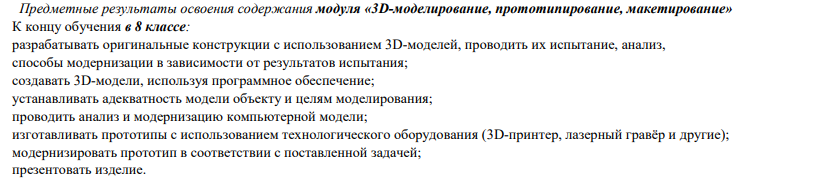 Предметные результаты освоения содержания модуля «3D-моделирование, прототипирование, макетирование»
К концу обучения в 8 классе:
разрабатывать оригинальные конструкции с использованием 3D-моделей, проводить их испытание, анализ,
способы модернизации в зависимости от результатов испытания;
создавать 3D-модели, используя программное обеспечение;
устанавливать адекватность модели объекту и целям моделирования;
проводить анализ и модернизацию компьютерной модели;
изготавливать прототипы с использованием технологического оборудования (3D-принтер, лазерный гравёр и другие);
модернизировать прототип в соответствии с поставленной задачей;
презентовать изделие.